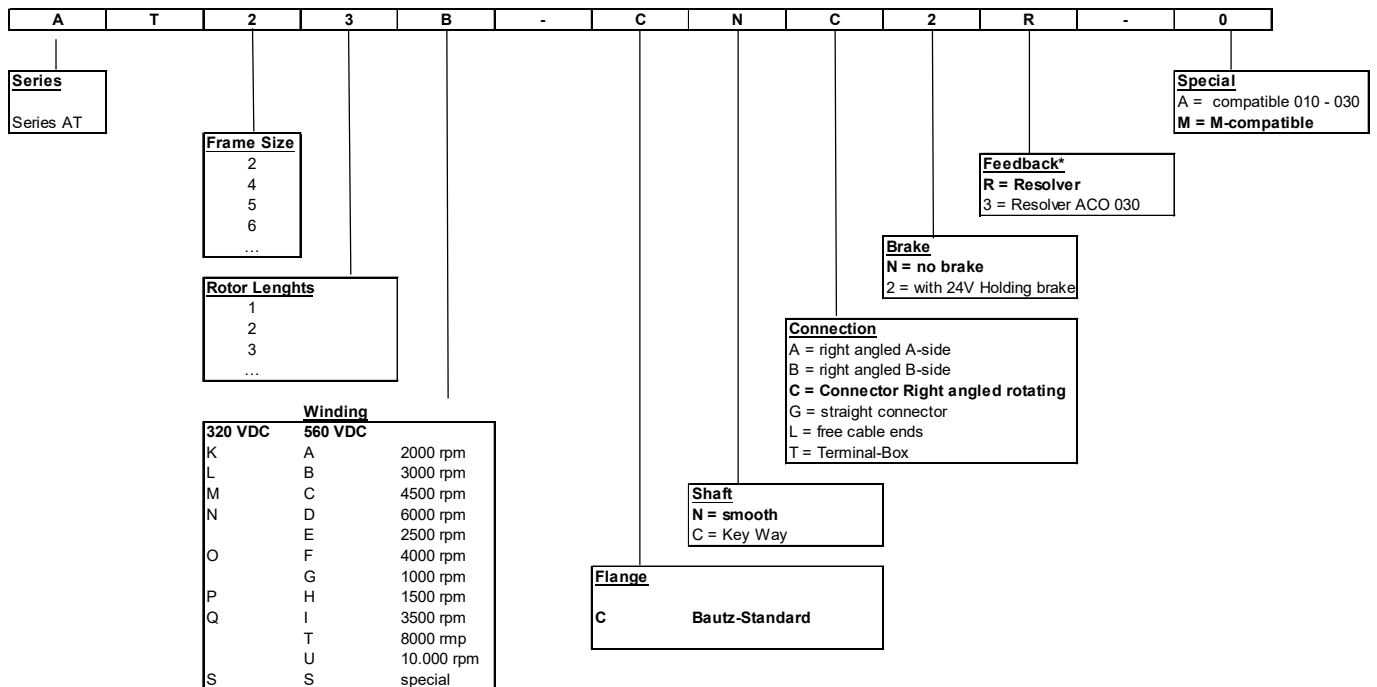 A T 2 3 B - C N C 2 R - 0
Series
Series AT
Special
A = compatible 010 - 030
M = M-compatible
Frame Size
2
4
5
6
...
Feedback*
R = Resolver
3 = Resolver ACO 030
Brake
N = no brake
2 = with 24V Holding brake
Rotor Lenghts
1
2
3
...
Connection
A = right angled A-side
B = right angled B-side
C = Connector Right angled rotating
G = straight connector
L = free cable ends
T = Terminal-Box
Winding
320 VDC 560 VDC
K A 2000 rpm
L B 3000 rpm
M C 4500 rpm
N D 6000 rpm
E 2500 rpm
O F 4000 rpm
G 1000 rpm
P H 1500 rpm
Q I 3500 rpm
T 8000 rmp
U 10.000 rpm
S S special
Shaft
N = smooth
C = Key Way
Flange
C Bautz-Standard